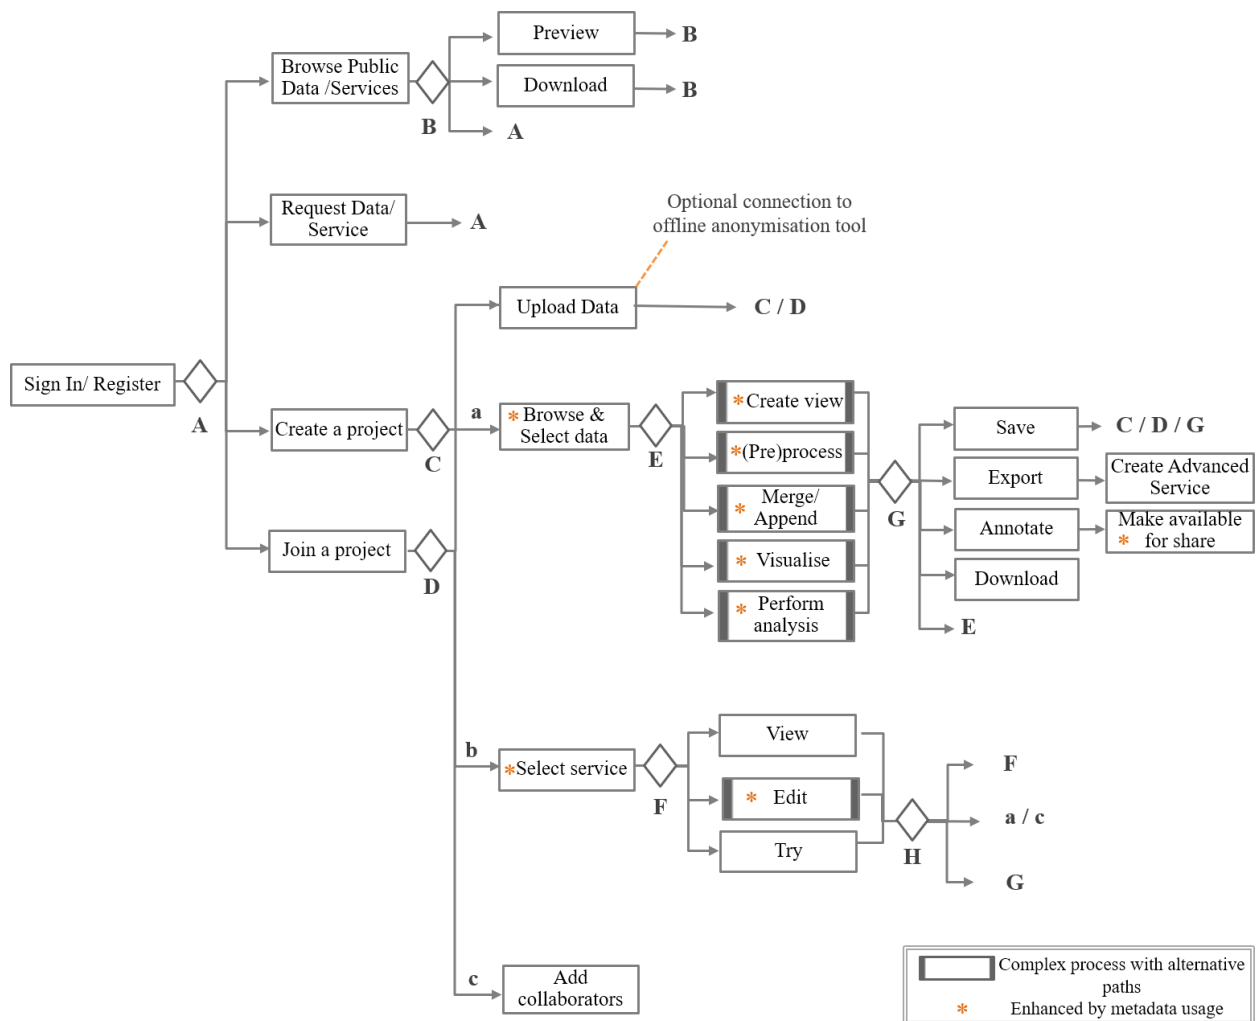 Preview
B
Browse Public
Data /Services
Download
B
B
A
Request Data/
Service
A
Optional connection to
offline anonymisation tool
Upload Data
C / D
Sign In/ Register
A
Create a project
C
a
* Browse &
Select data
E
*Create view
*(Pre)process
Merge/
* Append
* Visualise
* Perform
analysis
G
Save
C / D / G
Export
Create Advanced
Service
Annotate
Make available
* for share
Download
E
Join a project
D
b
*Select service
F
View
* Edit
Try
H
F
a / c
G
c
Add
collaborators
Complex process with alternative
paths
* Enhanced by metadata usage